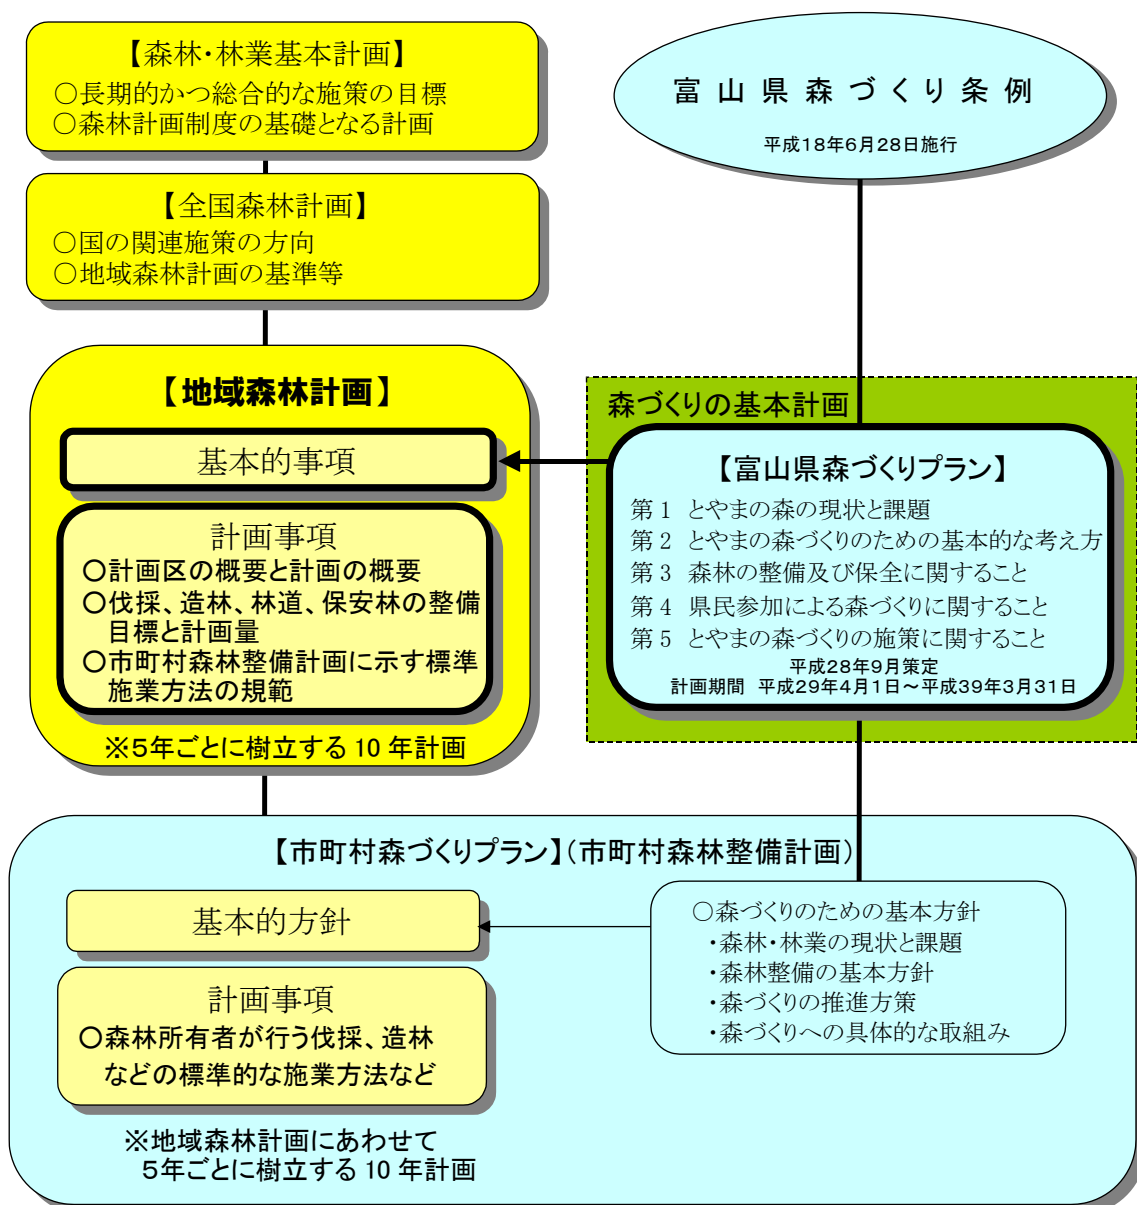 【森林・林業基本計画】
○長期的かつ総合的な施策の目標
○森林計画制度の基礎となる計画
富山県森づくり条例
平成18年6月28日施行
【全国森林計画】
○国の関連施策の方向
○地域森林計画の基準等
【地域森林計画】
基本的事項
計画事項
○計画区の概要と計画の概要
○伐採、造林、林道、保安林の整備
目標と計画量
○市町村森林整備計画に示す標準
施業方法の規範
※5年ごとに樹立する 10 年計画
森づくりの基本計画
【富山県森づくりプラン】
第1 とやまの森の現状と課題
第2 とやまの森づくりのための基本的な考え方
第3 森林の整備及び保全に関すること
第4 県民参加による森づくりに関すること
第5 とやまの森づくりの施策に関すること
平成28年9月策定
計画期間 平成29年4月1日～平成39年3月31日
【市町村森づくりプラン】(市町村森林整備計画)
基本的方針
計画事項
○森林所有者が行う伐採、造林
などの標準的な施業方法など
※地域森林計画にあわせて
5年ごとに樹立する 10 年計画
○森づくりのための基本方針
・森林・林業の現状と課題
・森林整備の基本方針
・森づくりの推進方策
・森づくりへの具体的な取組み